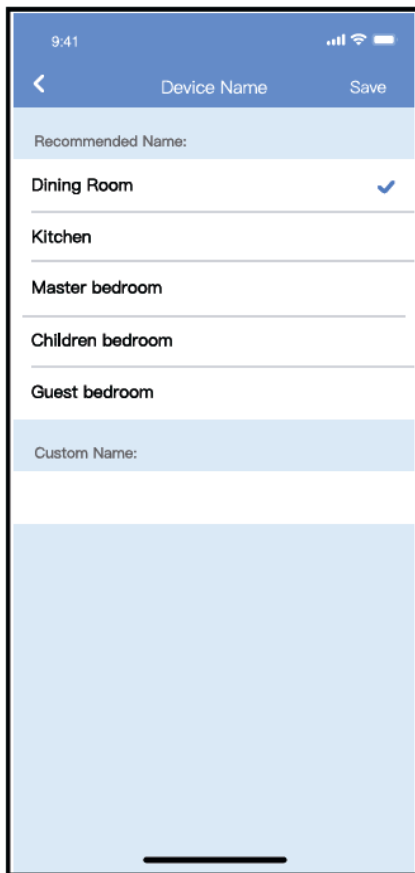 9:41
Device Name Save
Recommended Name:
Dining Room
Kitchen
Master bedroom
Children bedroom
Guest bedroom
Custom Name: